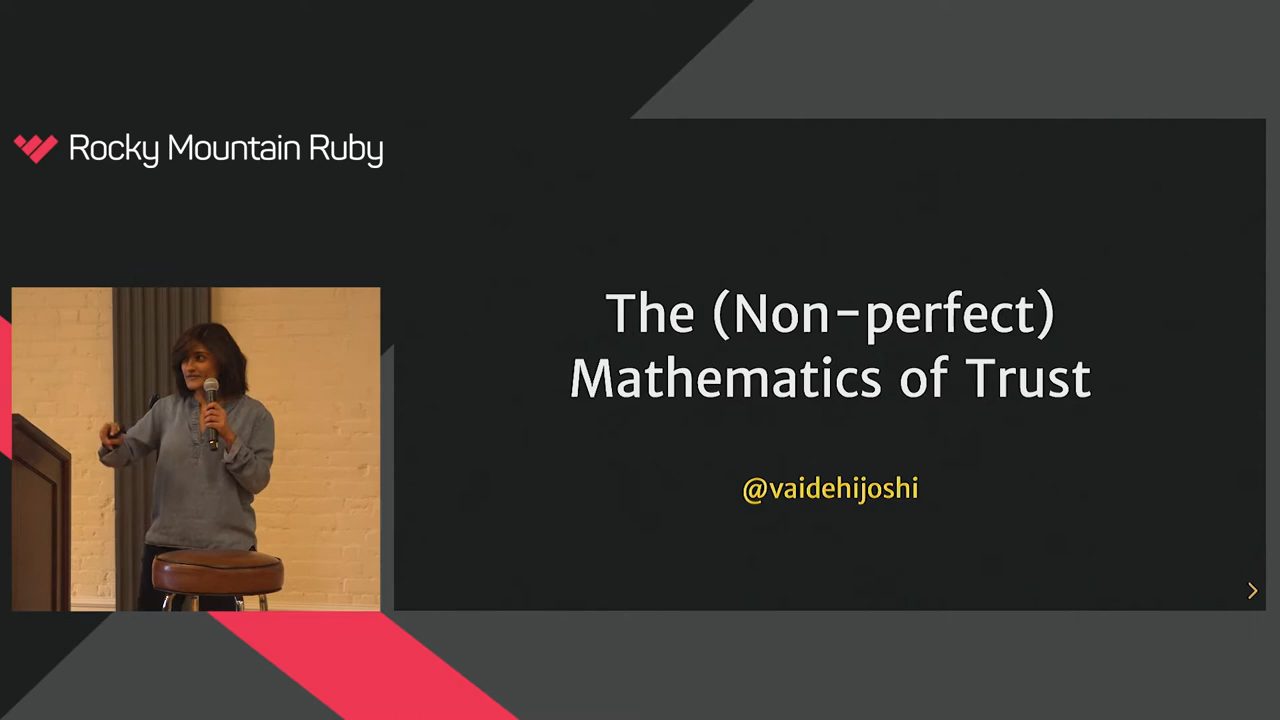 Rocky Mountain Ruby
The (Non-perfect)
Mathematics of Trust
@vaidehijoshi